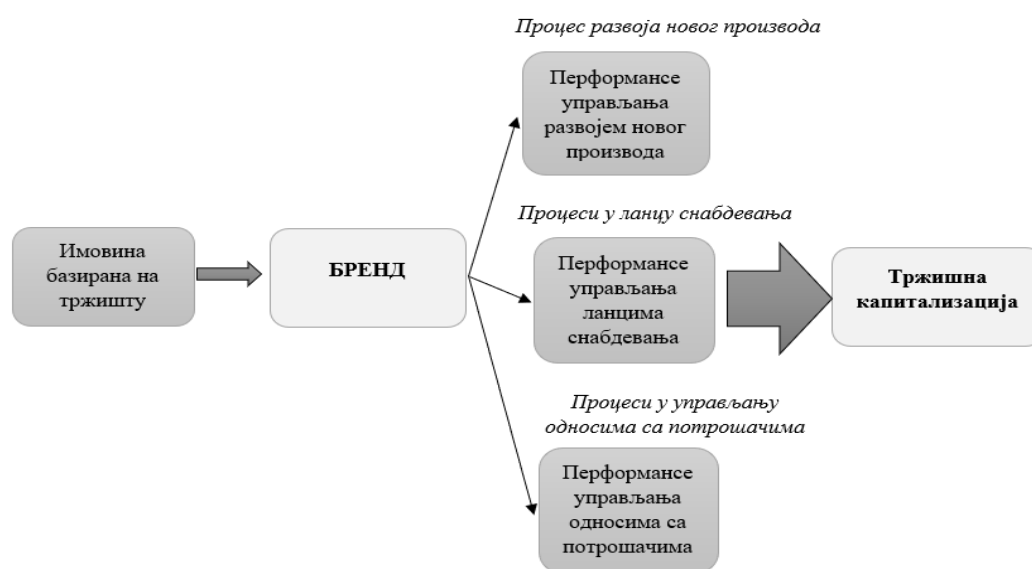 Процес развоја новог производа
Перформансе
управљања
развојем новог
производа
Процеси у ланцу снабдевања
Имовина
базирана на
тржишту
БРЕНД
Перформансе
управљања
ланцима
снабдевања
Тржишна
капитализација
Процеси у управљању
односима са потрошачима
Перформансе
управљања
односима са
потрошачима